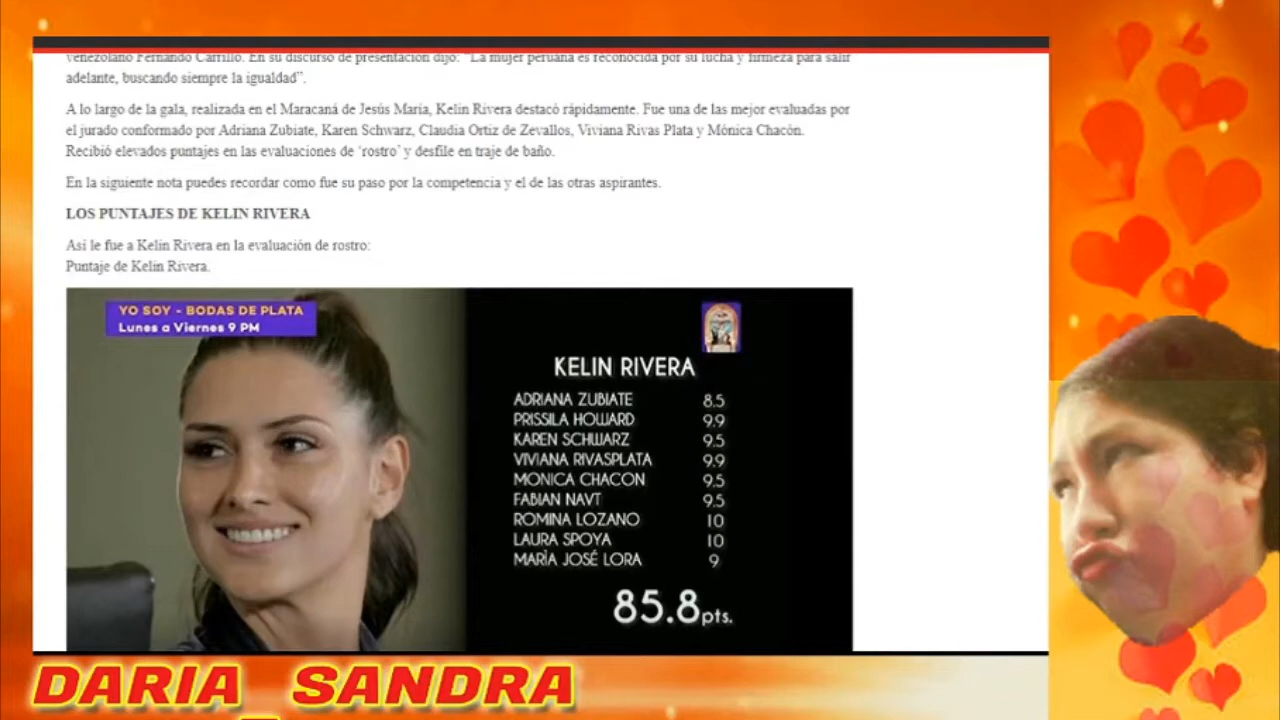 venezolano Fernando Carrillo. En su discurso de presentación dijo: “La mujer peruana es reconocida por su lucha y firmeza para salir
adelante, buscando siempre la igualdad”.
A lo largo de la gala, realizada en el Maracaná de Jesús María, Kelin Rivera destacó rápidamente. Fue una de las mejor evaluadas por
el jurado conformado por Adriana Zubiate, Karen Schwarz, Claudia Ortiz de Zevallos, Viviana Rivas Plata y Mónica Chacón.
Recibió elevados puntajes en las evaluaciones de ‘rostro’ y desfile en traje de baño.
En la siguiente nota puedes recordar como fue su paso por la competencia y el de las otras aspirantes.
LOS PUNTAJES DE KELIN RIVERA
Así le fue a Kelin Rivera en la evaluación de rostro:
Puntaje de Kelin Rivera.
YO SOY - BODAS DE PLATA
Lunes a Viernes 9 PM
KELIN RIVERA
ADRIANA ZUBIATE 8.5
PRISSILA HOWARD 9.9
KAREN SCHWARZ 9.5
VIVIANA RIVASPLATA 9.9
MONICA CHACON 9.5
FABIAN NAVT 9.5
ROMINA LOZANO 10
LAURA SPOYA 10
MARÌA JOSÉ LORA 9
85.8pts.
DARIA SANDRA